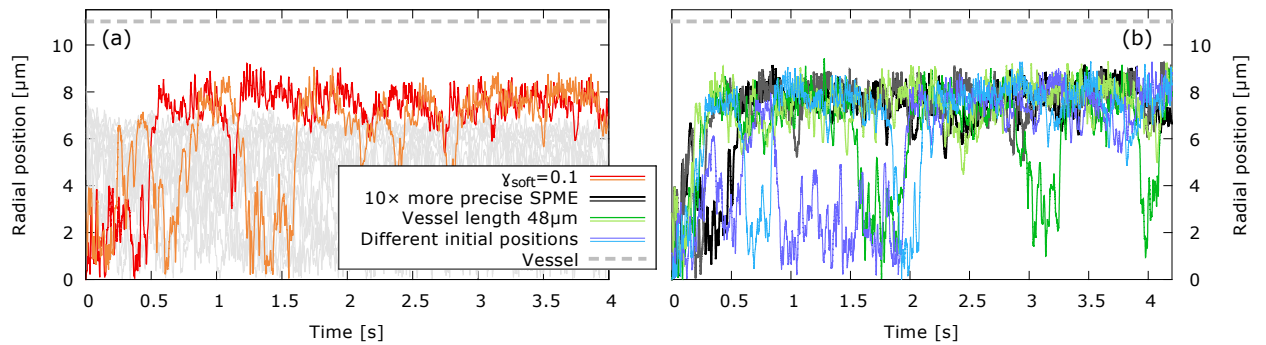 (a)
Radial position [µm]
10
8
6
4
2
0
0 0.5 1 1.5 2 2.5 3 3.5 4
Time [s]
ɣsoft=0.1
10× more precise SPME
Vessel length 48µm
Different initial positions
Vessel
(b)
10
8
6
4
2
0
Radial position [µm]
0 0.5 1 1.5 2 2.5 3 3.5 4
Time [s]